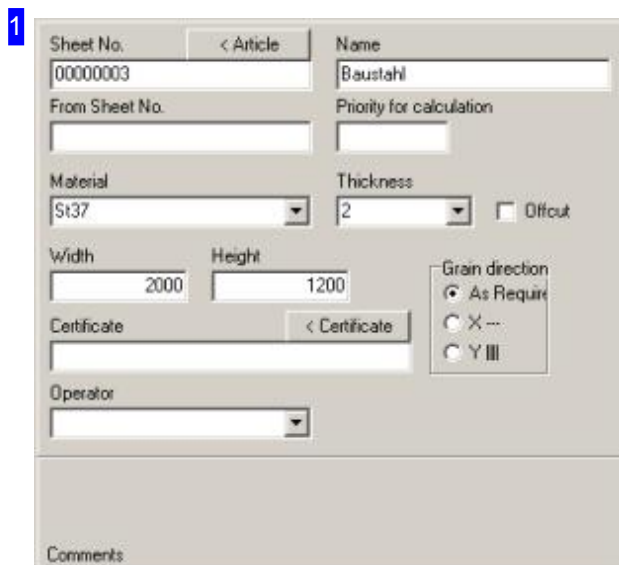 1
Sheet No. < Article Name
00000003 Baustahl
From Sheet No. Priority for calculation
Material Thickness
St37 2 Offcut
Width Height
2000 1200
Grain direction
As Require
X ---
Y |||
Certificate < Certificate
Operator
Comments